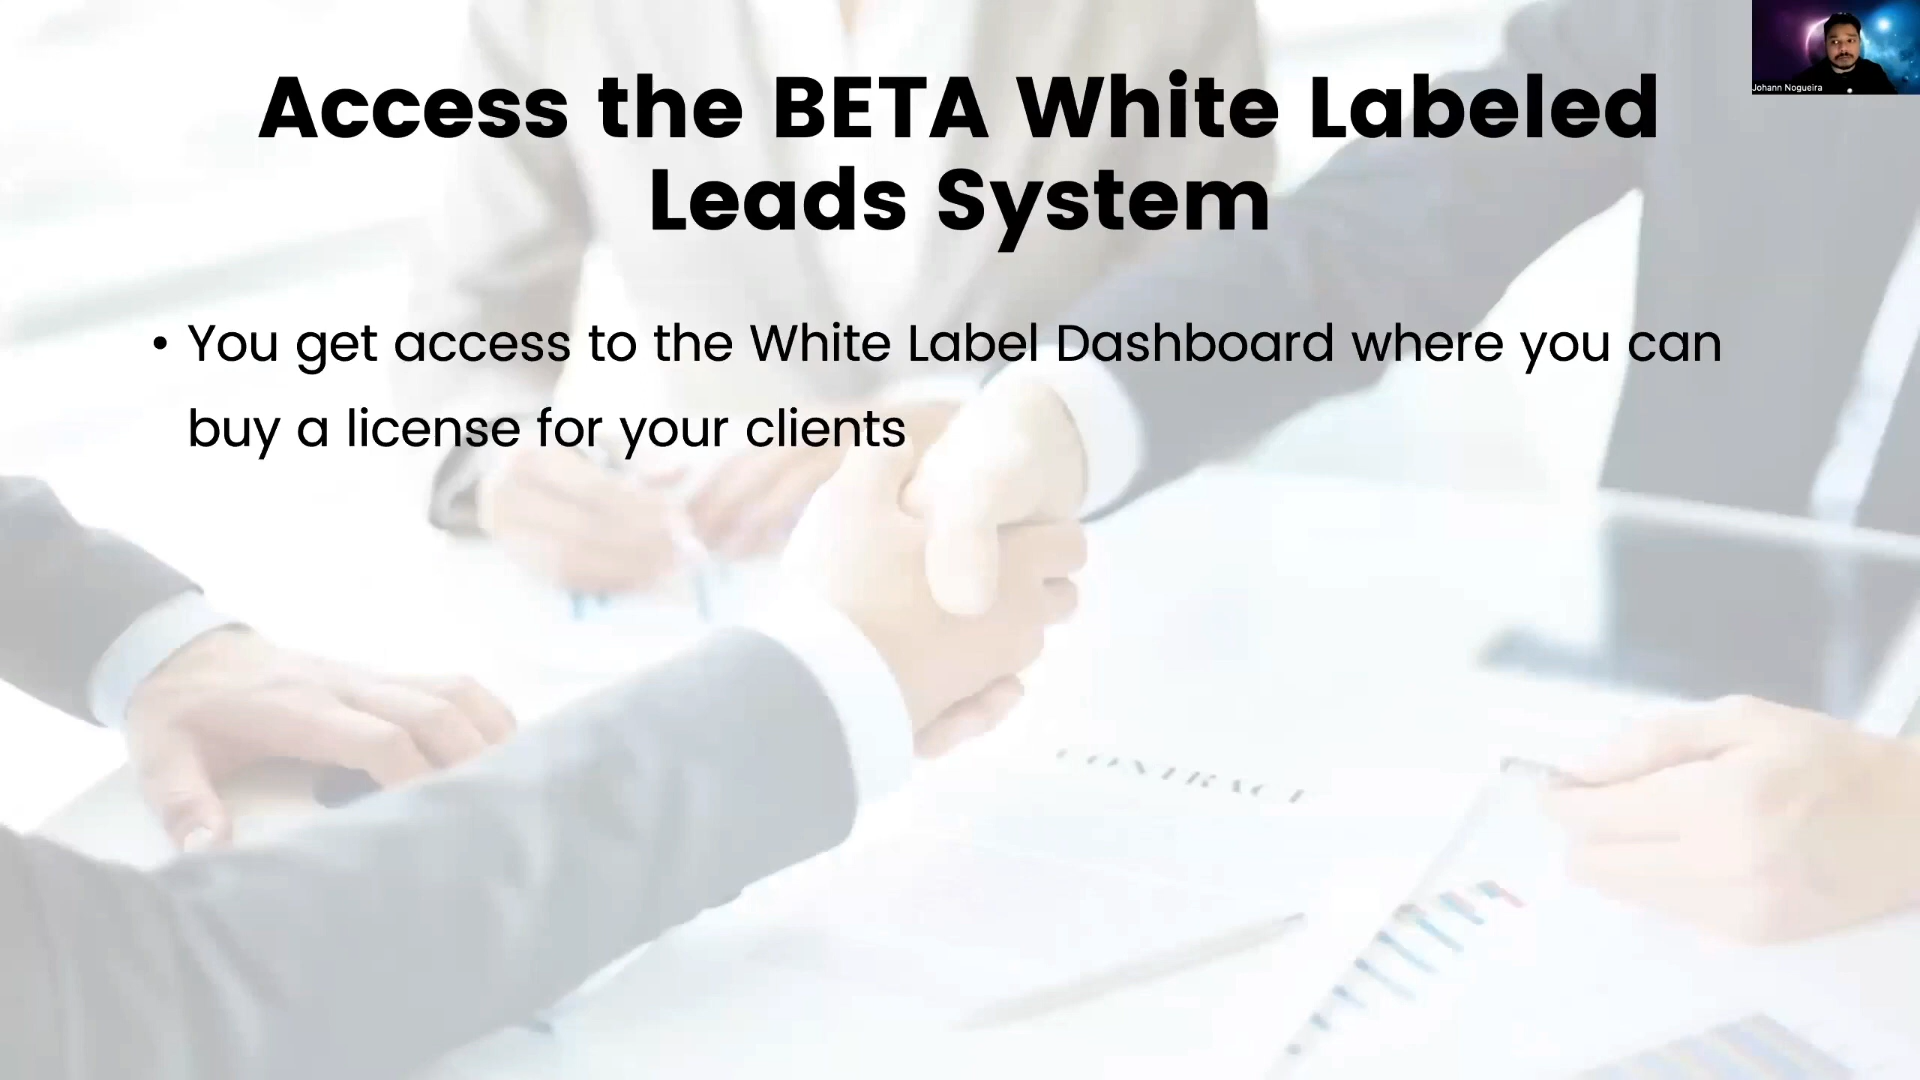 Access the BETA White Labeled
Leads System
Johann Nogueira
• You get access to the White Label Dashboard where you can
buy a license for your clients
CONTRACT